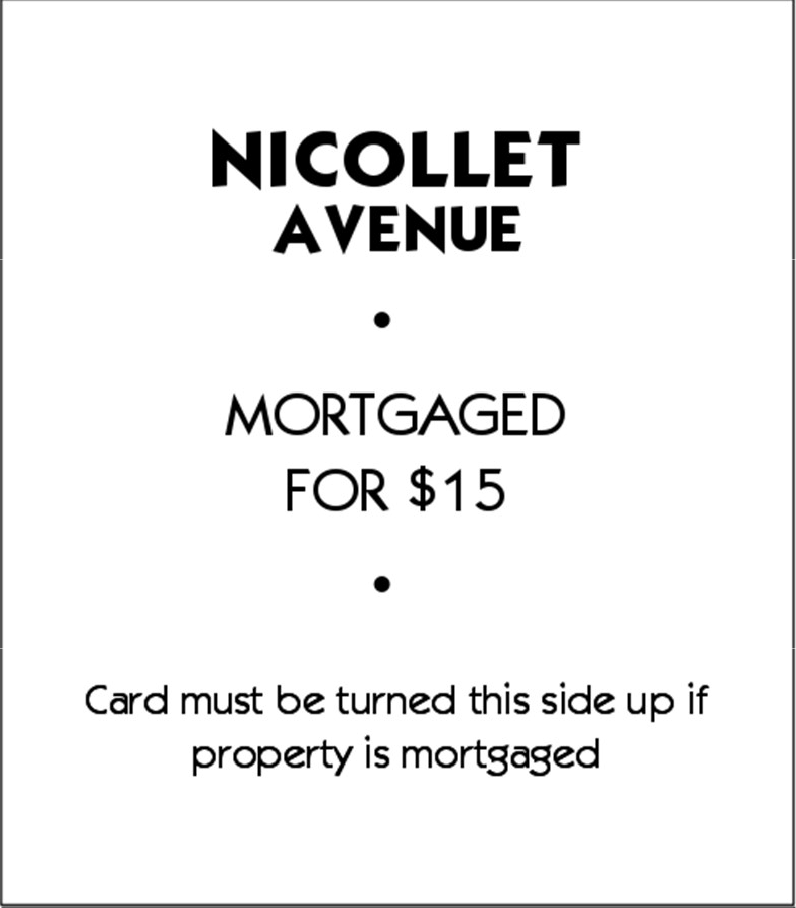 NICOLLET
AVENUE
•
MORTGAGED
FOR $15
•
Card must be turned this side up if
property is mortgaged